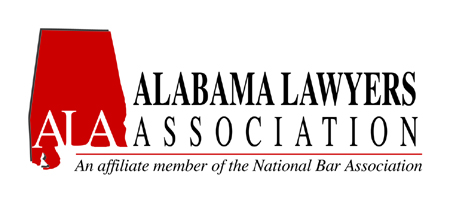 ALABAMA LAWYERS
ALA ASSOCIATION
An affiliate member of the National Bar Association